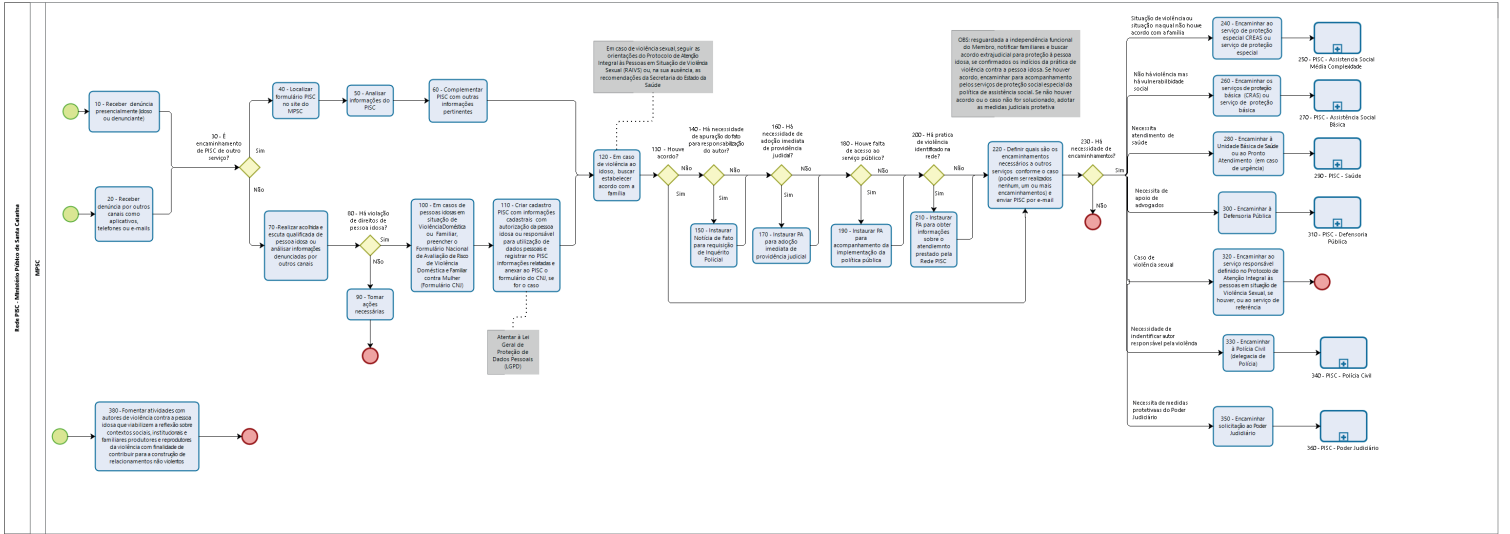 Rede PISC - Ministério Público de Santa Catarina
MPSC
10 - Receber denúncia
presencialmente (idoso
ou denunciante)
20 - Receber
denúncia por outros
canais como
aplicativos,
telefones ou e-mails
30 - É
encaminhamento
de PISC de outro
serviço?
Sim
Não
40 - Localizar
formulário PISC
no site do
MPSC
50 - Analisar
informações do
PISC
60 - Complementar
PISC com outras
informações
pertinentes
70 - Realizar acolhida e
escuta qualificada de
pessoa idosa ou
análisar informações
denunciadas por
outros canais
80 - Há violação
de direitos de
pessoa idosa?
Sim
Não
90 - Tomar
ações
necessárias
100 - Em casos de
pessoas idosas em
situação de
Violência Doméstica
ou Familiar,
preencher o
Formulário Nacional
de Avaliação de Risco
de Violência
Doméstica e Familiar
contra Mulher
(Formulário CNJ)
110 - Criar cadastro
PISC com informações
cadastrais com
autorização da pessoa
idosa ou responsável
para utilização de
dados pessoas e
registrar no PISC
informações relatadas e
anexar ao PISC o
formulário do CNJ, se
for o caso
Atentar à Lei
Geral de
Proteção de
Dados Pessoais
(LGPD)
Em caso de violência sexual, seguir as
orientações do Protocolo de Atenção
Integral às Pessoas em Situação de Violência
Sexual (RAIVS) ou, na sua ausência, as
recomendações da Secretaria do Estado da
Saúde
120 - Em caso
de violência ao
idoso, buscar
estabelecer
acordo com a
família
130 - Houve
acordo?
Não
Sim
140 - Há necessidade
de apuração do fato
para responsabilização
do autor?
Não
Sim
150 - Instaurar
Notícia de Fato
para requisição
de Inquérito
Policial
160 - Há
necessidade de
adoção imediata
de providência
judicial?
Não
Sim
170 - Instaurar PA
para adoção
imediata de
providência judicial
180 - Houve falta
de acesso ao
serviço público?
Não
Sim
190 - Instaurar PA
para
acompanhamento da
implementação da
política pública
200 - Há pratica
de violência
identificado na
rede?
Não
Sim
210 - Instaurar
PA para obter
informações
sobre o
atendiemnto
prestado pela
Rede PISC
OBS: resguardada a independência funcional
do Membro, notificar familiares e buscar
acordo extrajudicial para proteção à pessoa
idosa, se confirmados os indícios da prática de
violência contra a pessoa idosa. Se houver
acordo, encaminhar para acompanhamento
pelos serviços de proteção social especial da
política de assistência social. Se não houver
acordo ou o caso não for solucionado, adotar
as medidas judiciais protetiva
220 - Definir quais são os
encaminhamentos
necessários a outros
serviços conforme o caso
(podem ser realizados
nenhum, um ou mais
encaminhamentos) e
enviar PISC por e-mail
230 - Há
necessidade de
encaminhamentos?
Sim
Não
Situação de violência ou
situação na qual não houve
acordo com a família
240 - Encaminhar ao
serviço de proteção
especial CREAS ou
serviço de proteção
especial
250 - PISC - Assistencia Social
Média Complexidade
Não há violência mas
há vulnerabilidade
social
260 - Encaminhar os
serviços de proteção
básica (CRAS) ou
serviço de proteção
básica
270 - PISC - Assistência Social
Básica
Necessita
atendimento de
saúde
280 - Encaminhar à
Unidade Básica de Saúde
ou ao Pronto
Atendimento (em caso
de urgência)
290 - PISC - Saúde
Necessita de
apoio de
advogados
300 - Encaminhar à
Defensoria Pública
310 - PISC - Defensoria
Pública
Caso de
violência sexual
320 - Encaminhar ao
serviço responsável
definido no Protocolo de
Atenção Integral às
pessoas em situação de
Violência Sexual, se
houver, ou ao serviço de
referência
Necessidade de
indentificar autor
responsável pela violência
330 - Encaminhar
à Polícia Civil
(delegacia de
Polícia)
340 - PISC - Polícia Civil
Necessita de medidas
protetivas do Poder
Judiciário
350 - Encaminhar
solicitação ao Poder
Judiciário
360 - PISC - Poder Judiciário
380 - Fomentar atividades com
autores de violência contra a pessoa
idosa que viabilizem a reflexão sobre
contextos sociais, institucionais e
familiares produtores e reprodutores
da violência com finalidade de
contribuir para a construção de
relacionamentos não violentos